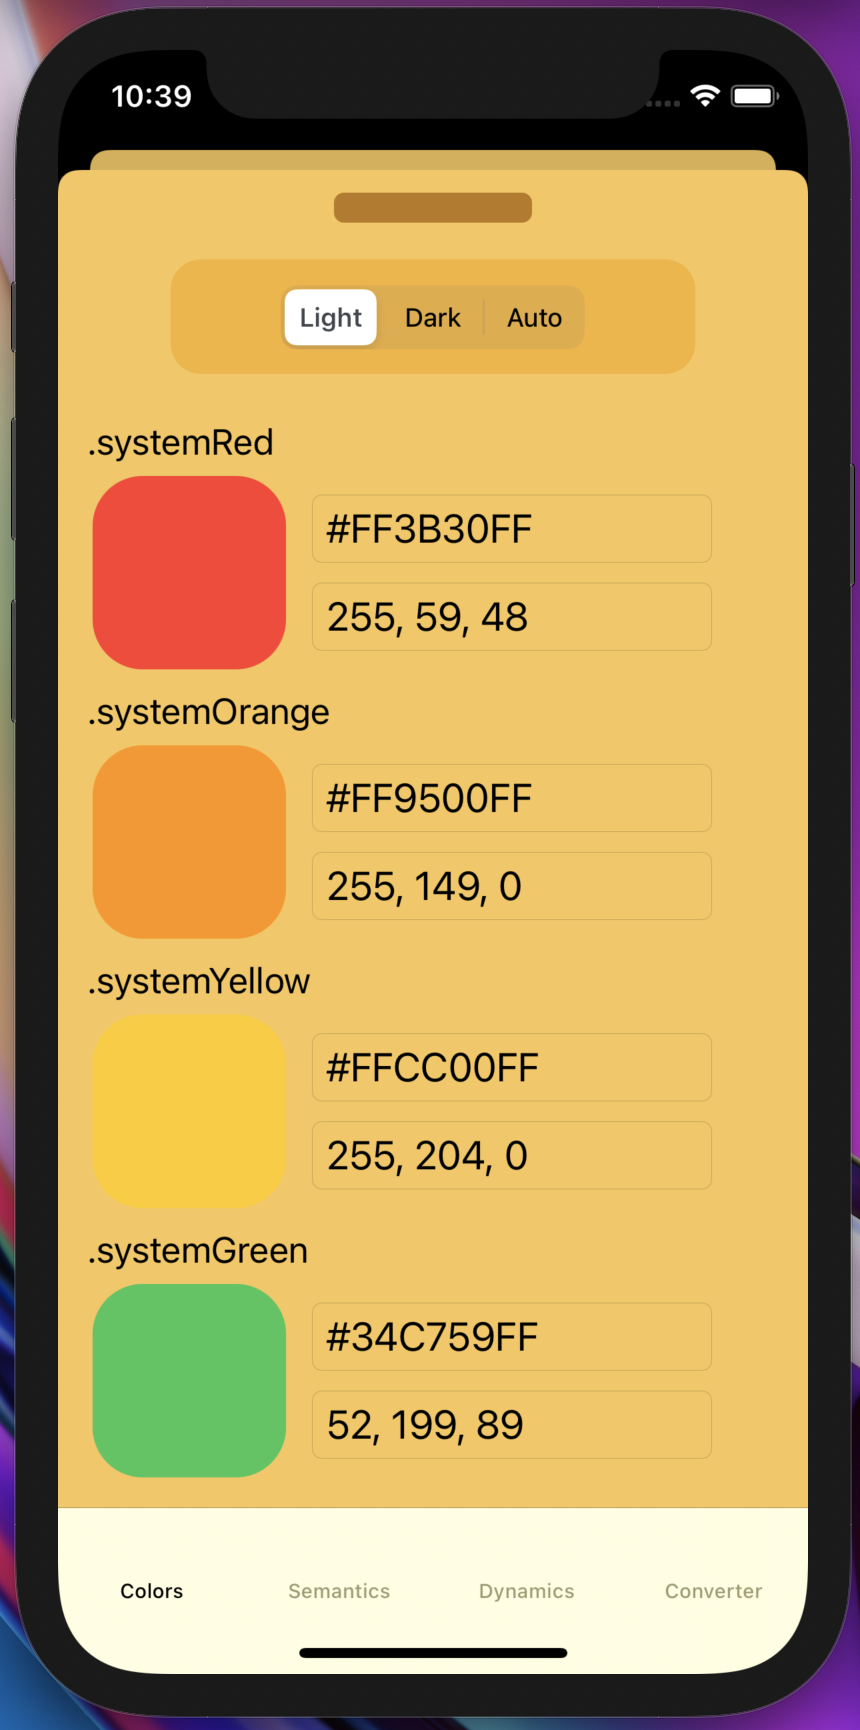 10:39
Light Dark Auto
.systemRed
#FF3B30FF
255, 59, 48
.systemOrange
#FF9500FF
255, 149, 0
.systemYellow
#FFCC00FF
255, 204, 0
.systemGreen
#34C759FF
52, 199, 89
Colors Semantics Dynamics Converter